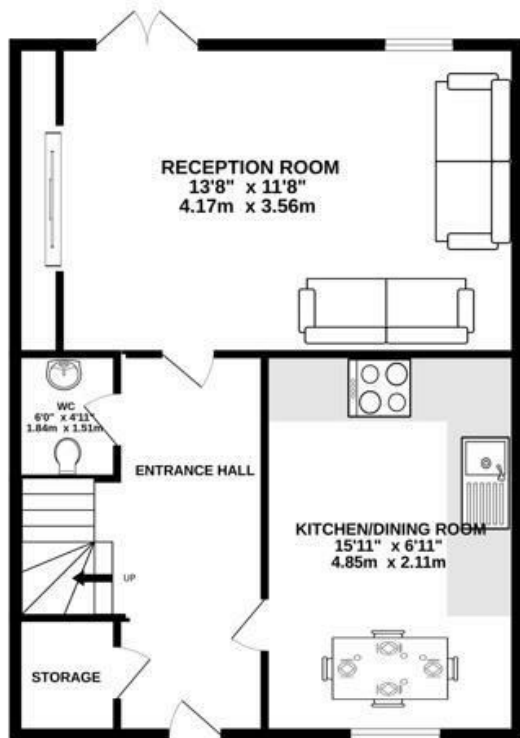 RECEPTION ROOM
13'8" x 11'8"
4.17m x 3.56m
WC
6'0" x 4'11"
1.84m x 1.51m
ENTRANCE HALL
KITCHEN/DINING ROOM
15'11" x 6'11"
4.85m x 2.11m
UP
STORAGE